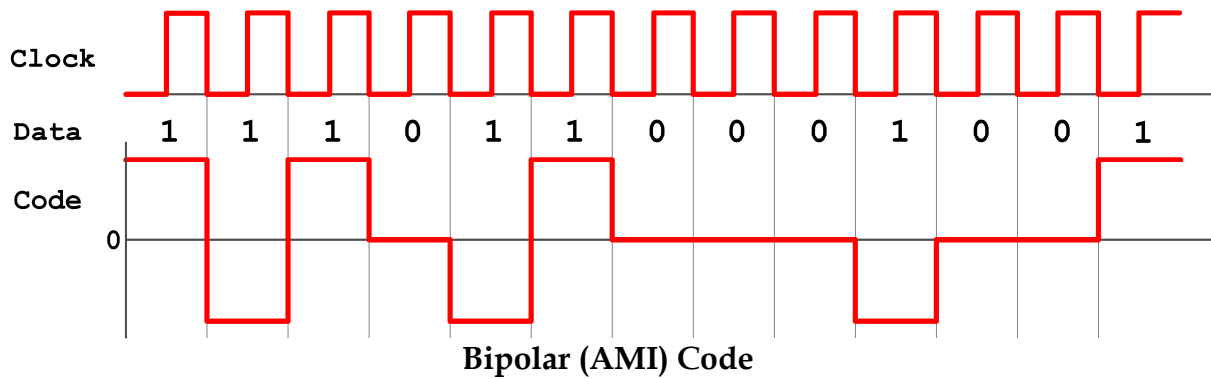 Clock
Data 1 1 1 0 1 1 0 0 0 1 0 0 1
Code
0
Bipolar (AMI) Code